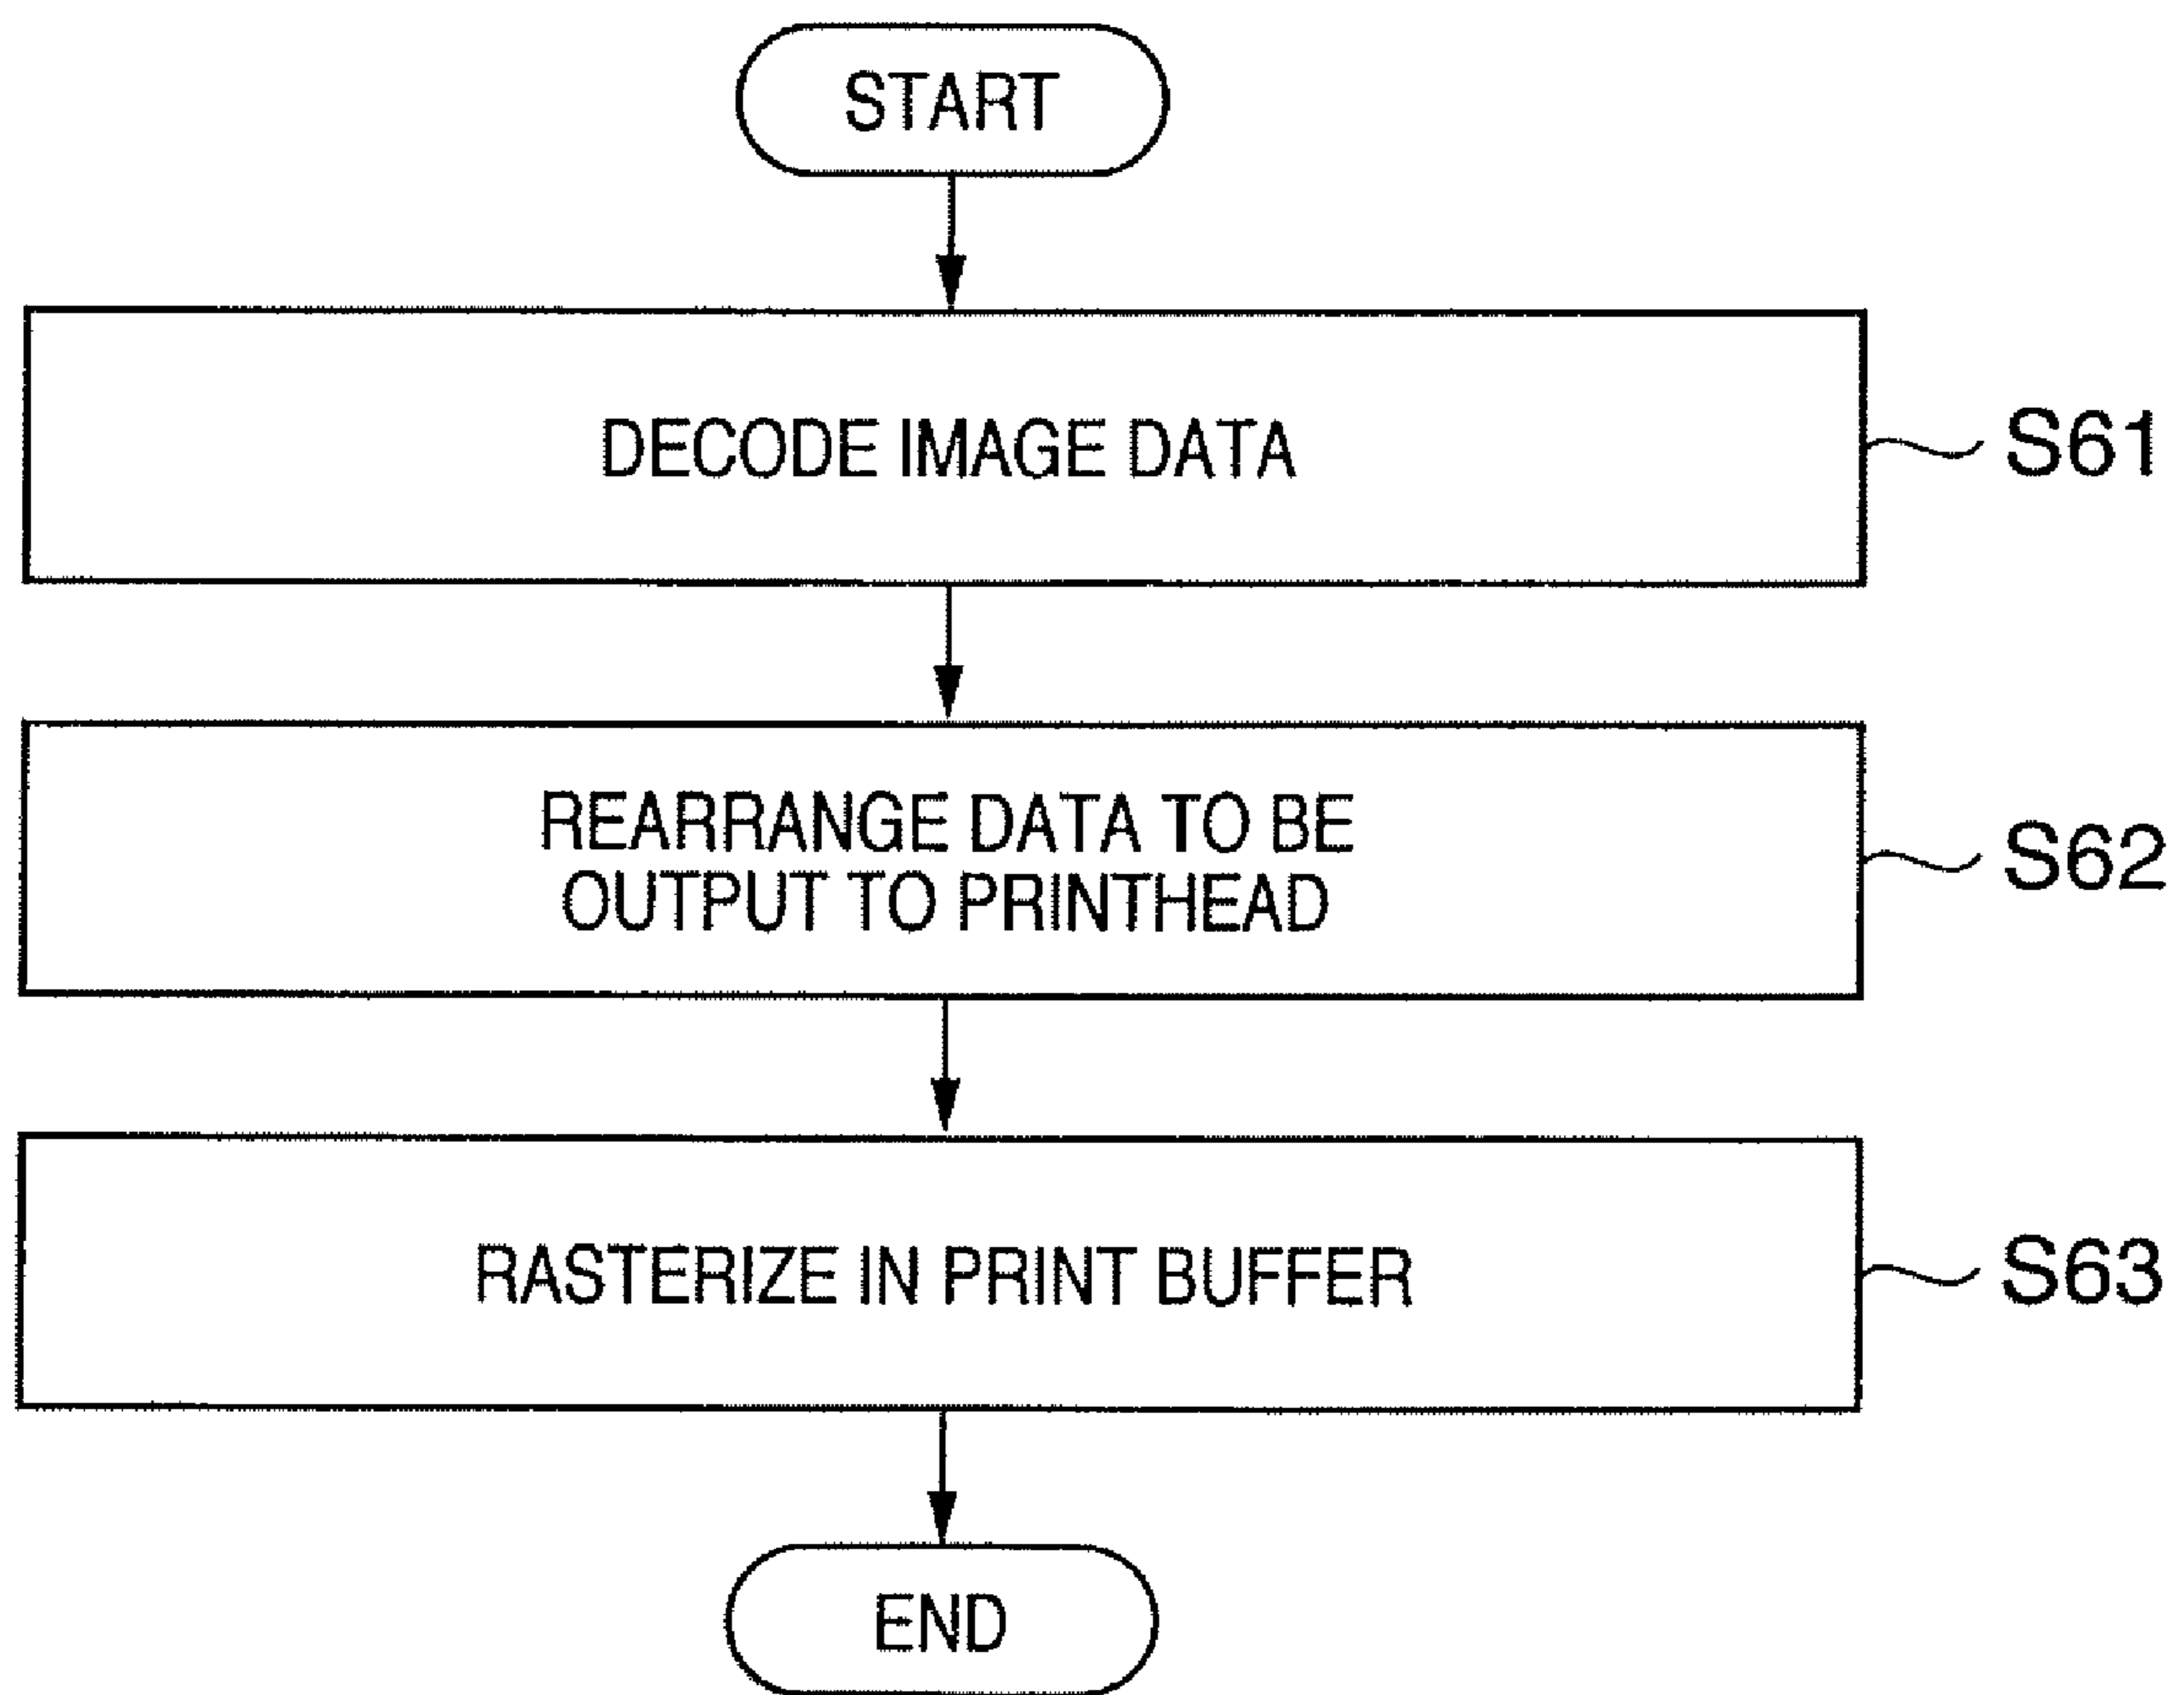 START
DECODE IMAGE DATA
S61
REARRANGE DATA TO BE
OUTPUT TO PRINTHEAD
S62
RASTERIZE IN PRINT BUFFER
S63
END